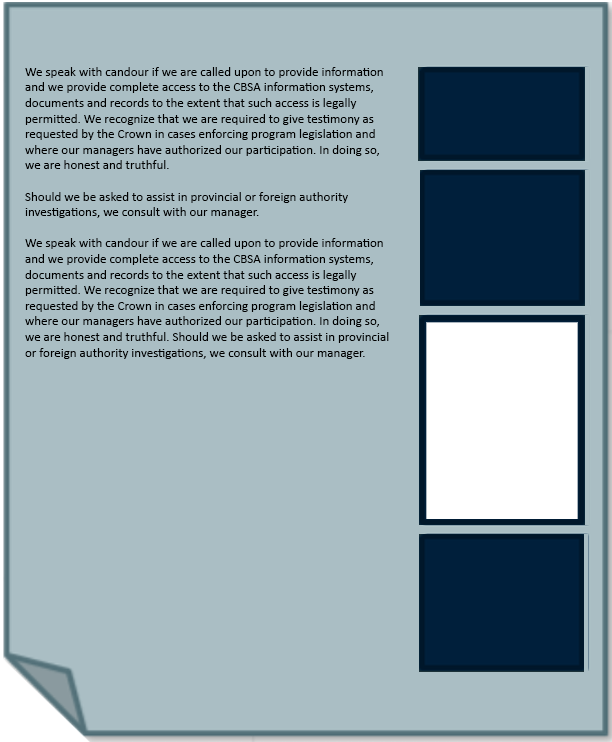 We speak with candour if we are called upon to provide information
and we provide complete access to the CBSA information systems,
documents and records to the extent that such access is legally
permitted. We recognize that we are required to give testimony as
requested by the Crown in cases enforcing program legislation and
where our managers have authorized our participation. In doing so,
we are honest and truthful.
Should we be asked to assist in provincial or foreign authority
investigations, we consult with our manager.
We speak with candour if we are called upon to provide information
and we provide complete access to the CBSA information systems,
documents and records to the extent that such access is legally
permitted. We recognize that we are required to give testimony as
requested by the Crown in cases enforcing program legislation and
where our managers have authorized our participation. In doing so,
we are honest and truthful. Should we be asked to assist in provincial
or foreign authority investigations, we consult with our manager.